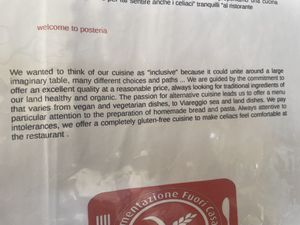 per far sentire anche i celiaci" tranquilli "al ristorante
cucina
welcome to posteria
We wanted to think of our cuisine as "inclusive" because it could unite around a large
imaginary table, many different choices and paths ... We are guided by the commitment to
offer an excellent quality at a reasonable price, always looking for traditional ingredients of
our land healthy and organic. The passion for alternative cuisine leads us to offer a menu
that varies from vegan and vegetarian dishes, to Viareggio sea and land dishes. We pay
particular attention to the preparation of homemade bread and pasta. Always attentive to
intolerances, we offer a completely gluten-free cuisine to make celiacs feel comfortable at
the restaurant .
Alimentazione Fuori Casa